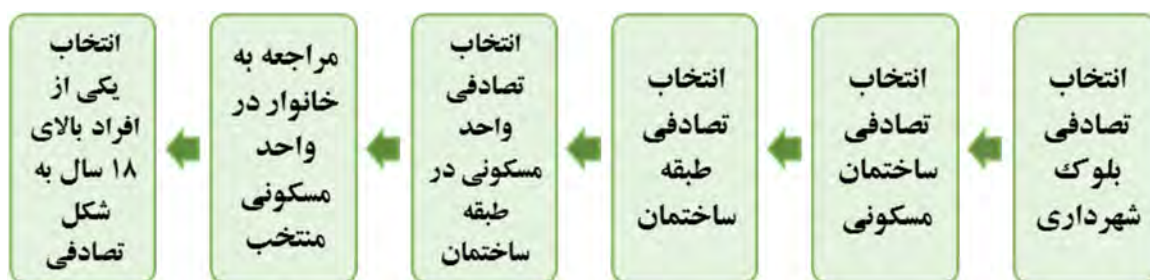 انتخاب
تصادفی
بلوک
شهرداری
انتخاب
تصادفی
ساختمان
مسکونی
انتخاب
تصادفی
طبقه
ساختمان
انتخاب
تصادفی
واحد
مسکونی در
طبقه
ساختمان
مراجعه به
خانوار در
واحد
مسکونی
منتخب
انتخاب
یکی از
افراد بالای
۱۸ سال به
شکل
تصادفی